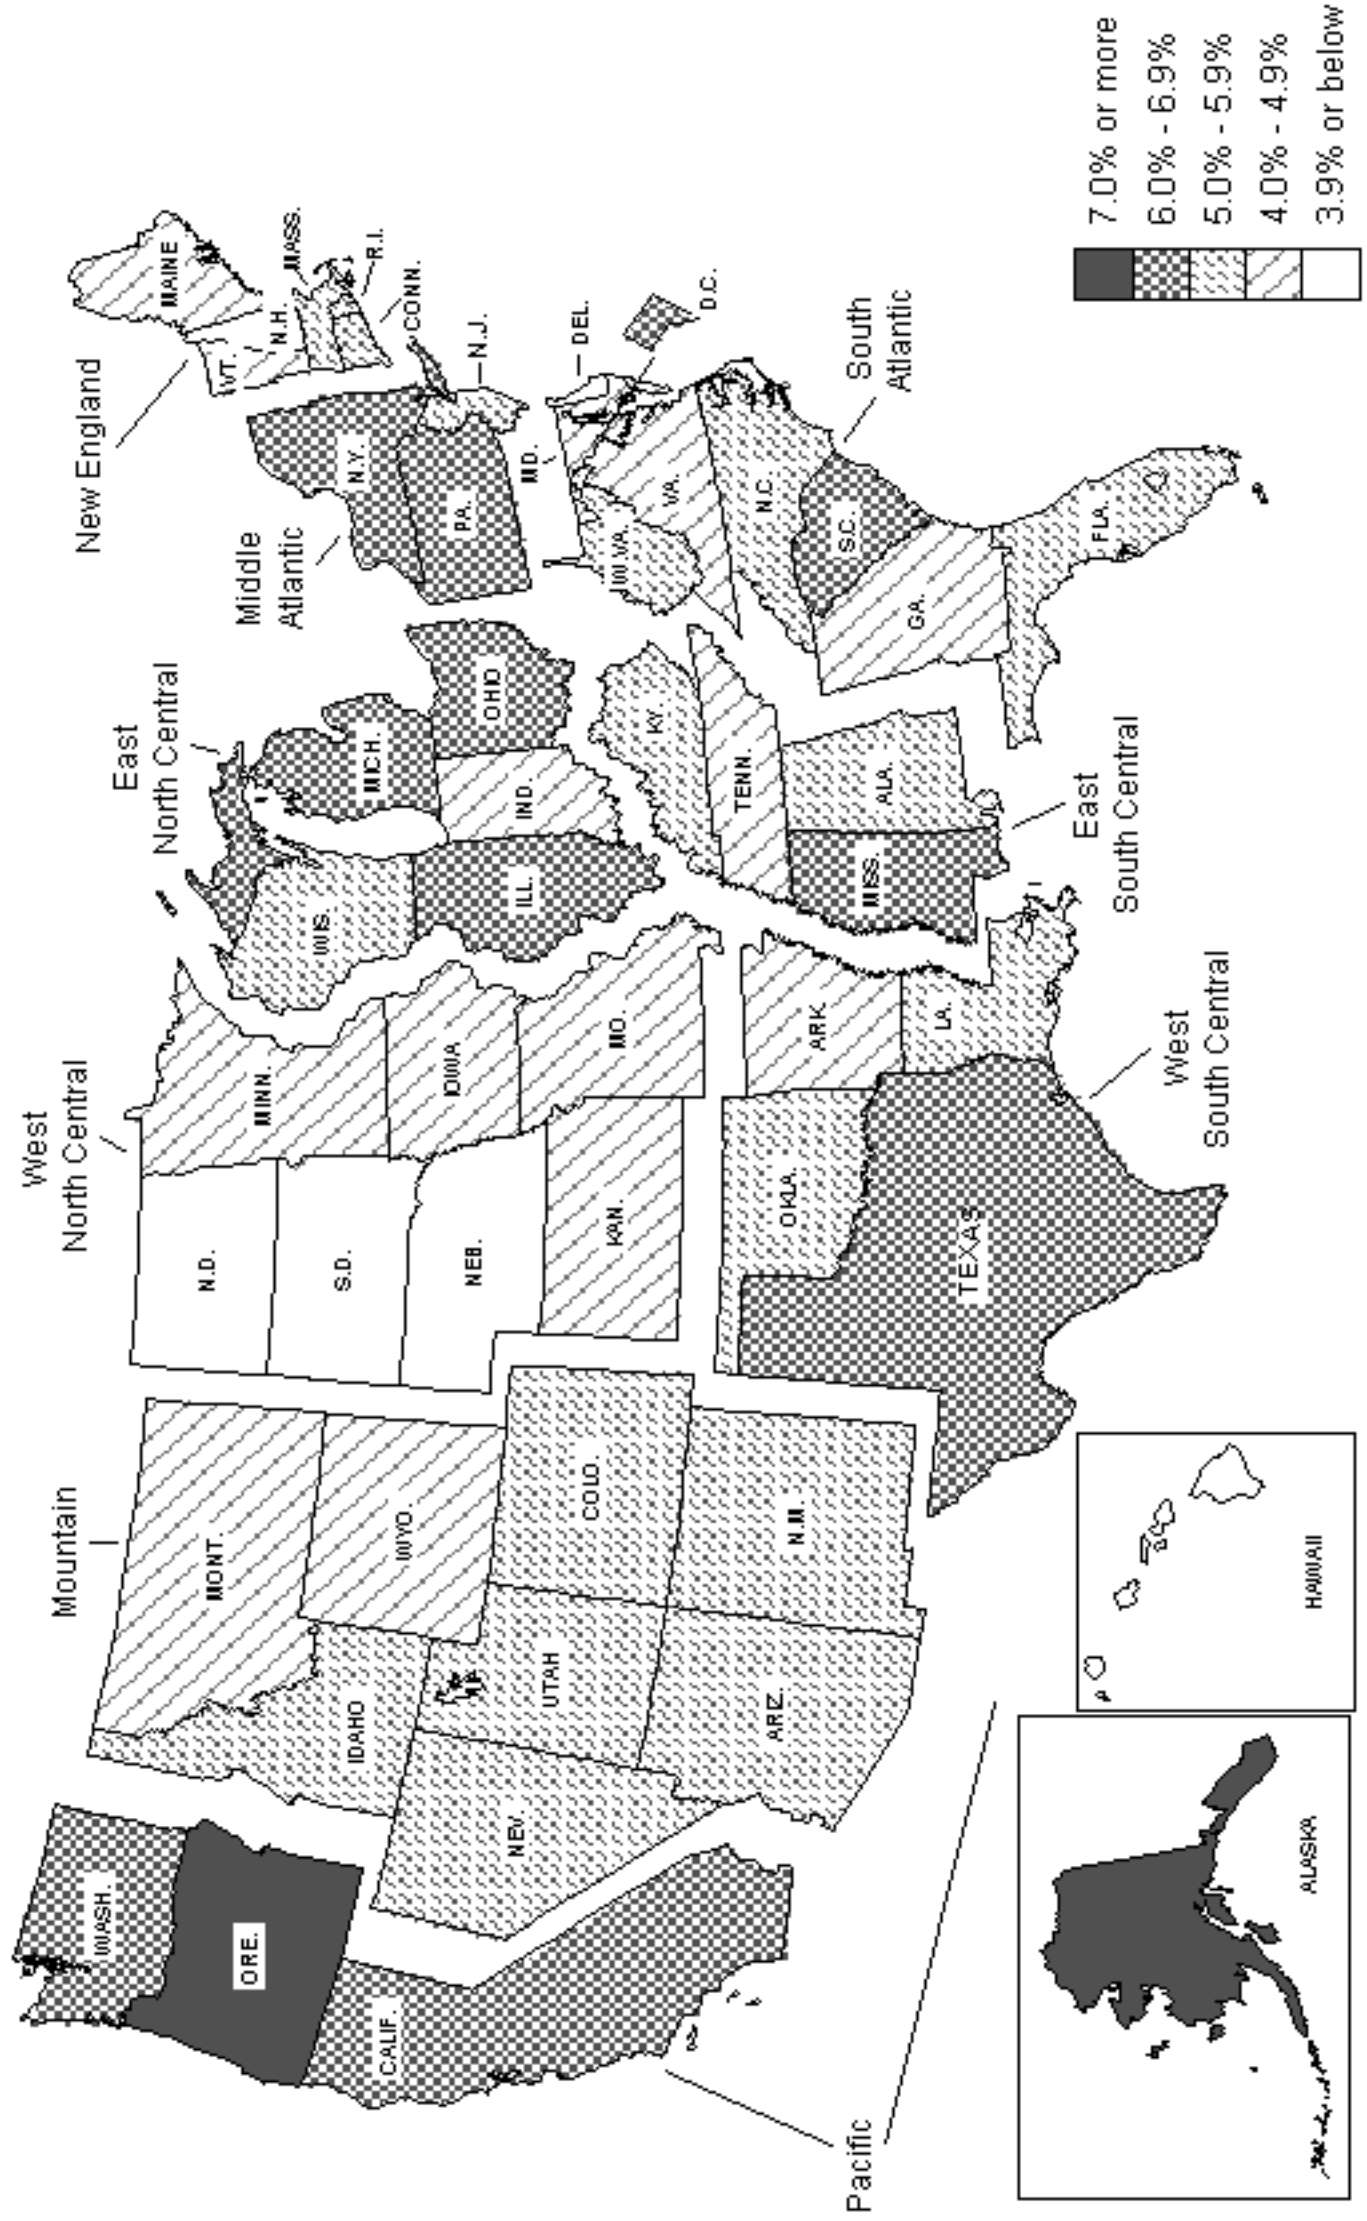 Pacific
Mountain
West
North Central
East
North Central
Middle
Atlantic
New England
West
South Central
East
South Central
South
Atlantic
WASH.
ORE.
CALIF.
IDAHO
NEV.
MONT.
WYO.
UTAH
COLO.
ARIZ.
N.M.
N.D.
S.D.
NEB.
KAN.
MINN.
IOWA
MO.
OKLA.
TEXAS
ARK.
LA.
WIS.
MICH.
ILL.
IND.
OHIO
KY.
TENN.
MISS.
ALA.
N.Y.
PA.
N.J.
VT.
N.H.
MAINE
MASS.
R.I.
CONN.
DEL.
MD.
D.C.
W.VA.
VA.
N.C.
S.C.
GA.
FLA.
ALASKA
HAWAII
7.0% or more
6.0% - 6.9%
5.0% - 5.9%
4.0% - 4.9%
3.9% or below